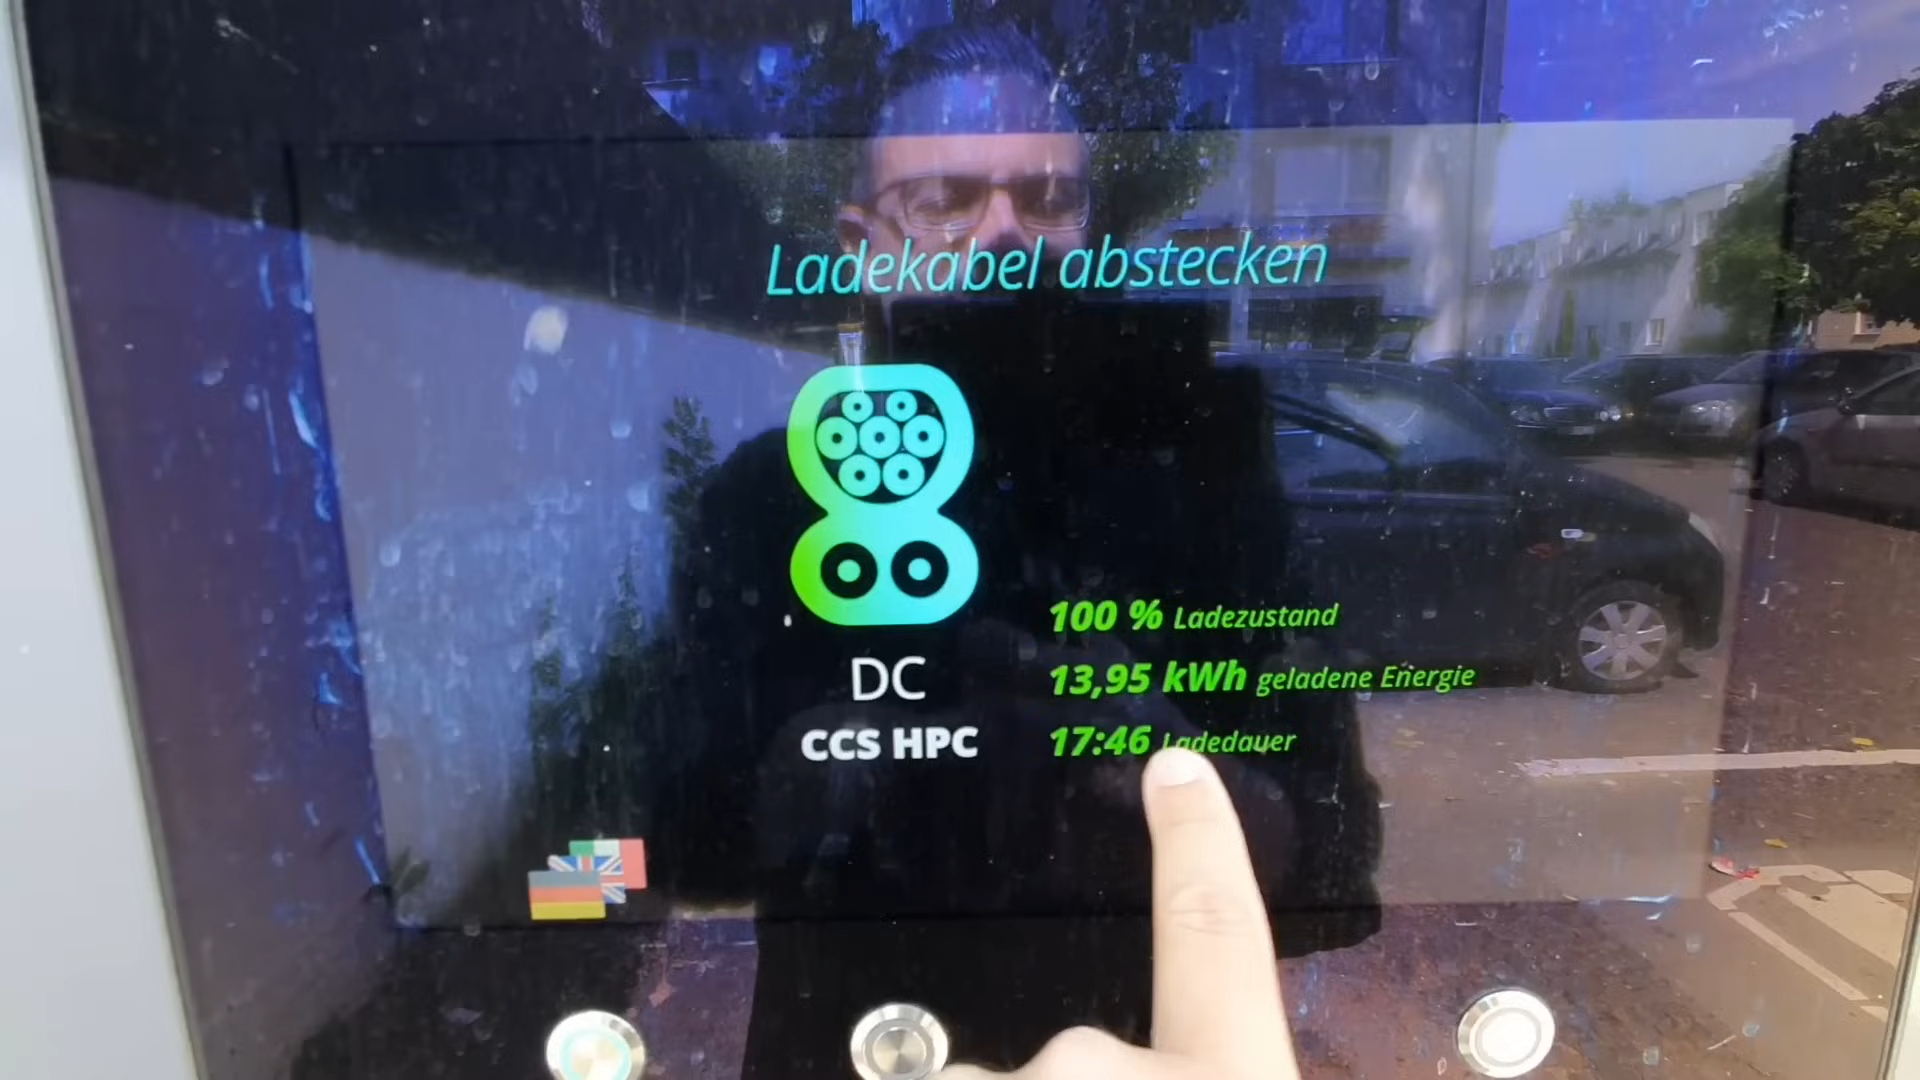 Ladekabel abstecken
DC
CCS HPC
100 % Ladezustand
13,95 kWh geladene Energie
17:46 Ladedauer